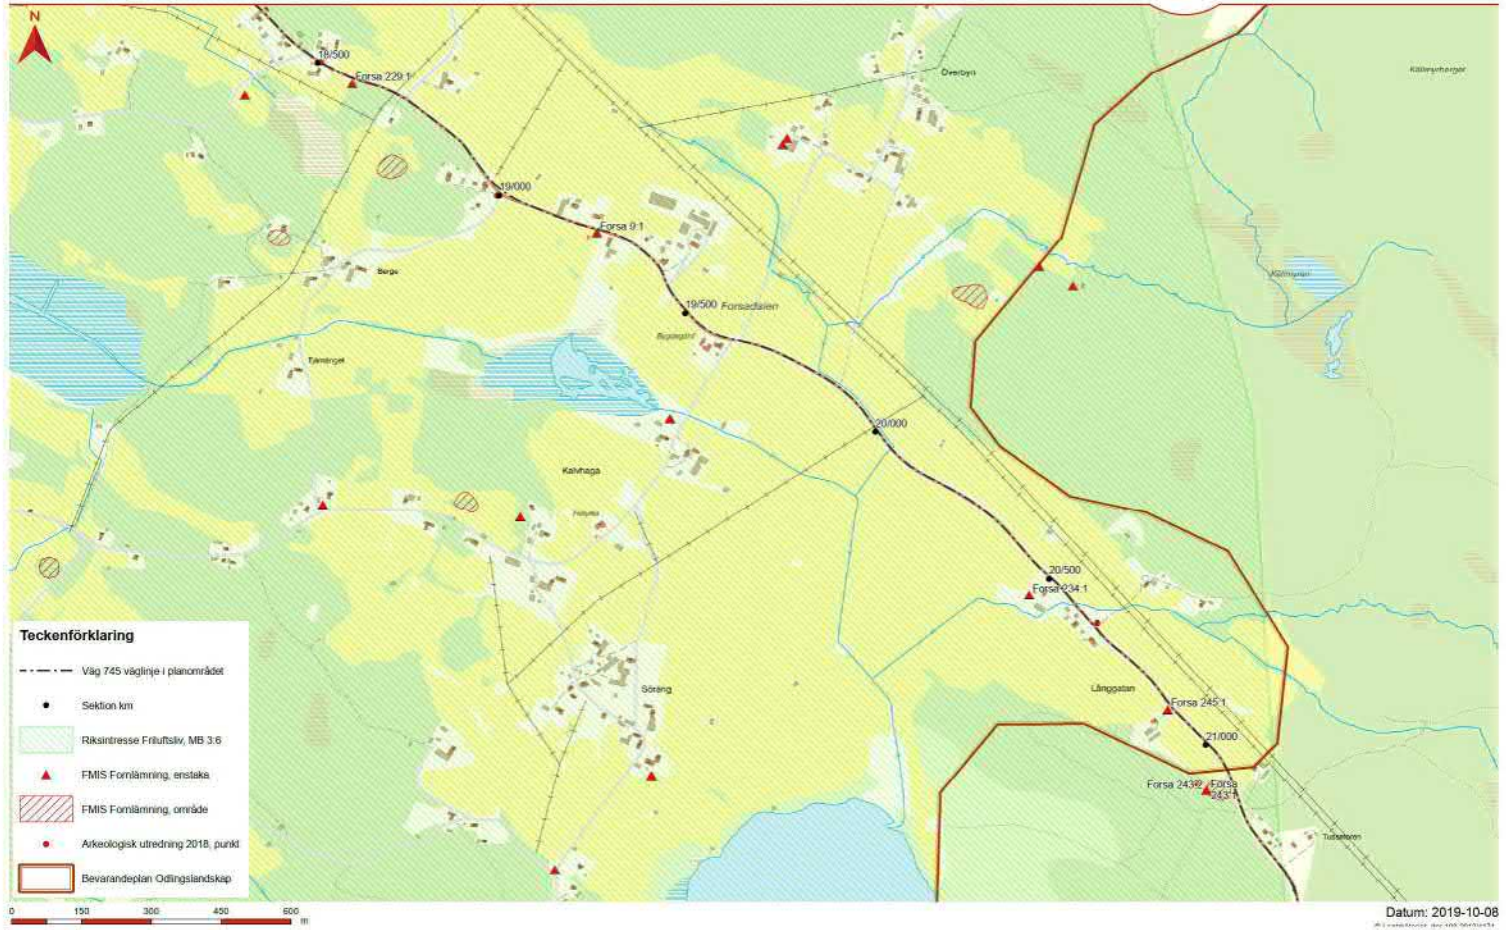 N
18/500
Forsa 229:1
Överbyn
19/000
Forsa 9:1
Berge
19/500
Forsadalen
Bygdegård
20/000
Kalvhaga
20/500
Forsa 234:1
Söräng
Långgatan
Forsa 245:1
21/000
Forsa 243:2
Forsa
243:1
Teckenförklaring
Väg 745 väglinje i planområdet
Sektion km
Riksintresse Friluftsliv, MB 3:6
FMIS Fornlämning, enstaka
FMIS Fornlämning, område
Arkeologisk utredning 2018, punkt
Bevarandeplan Odlingslandskap
0 150 300 450 600
m
Datum: 2019-10-08